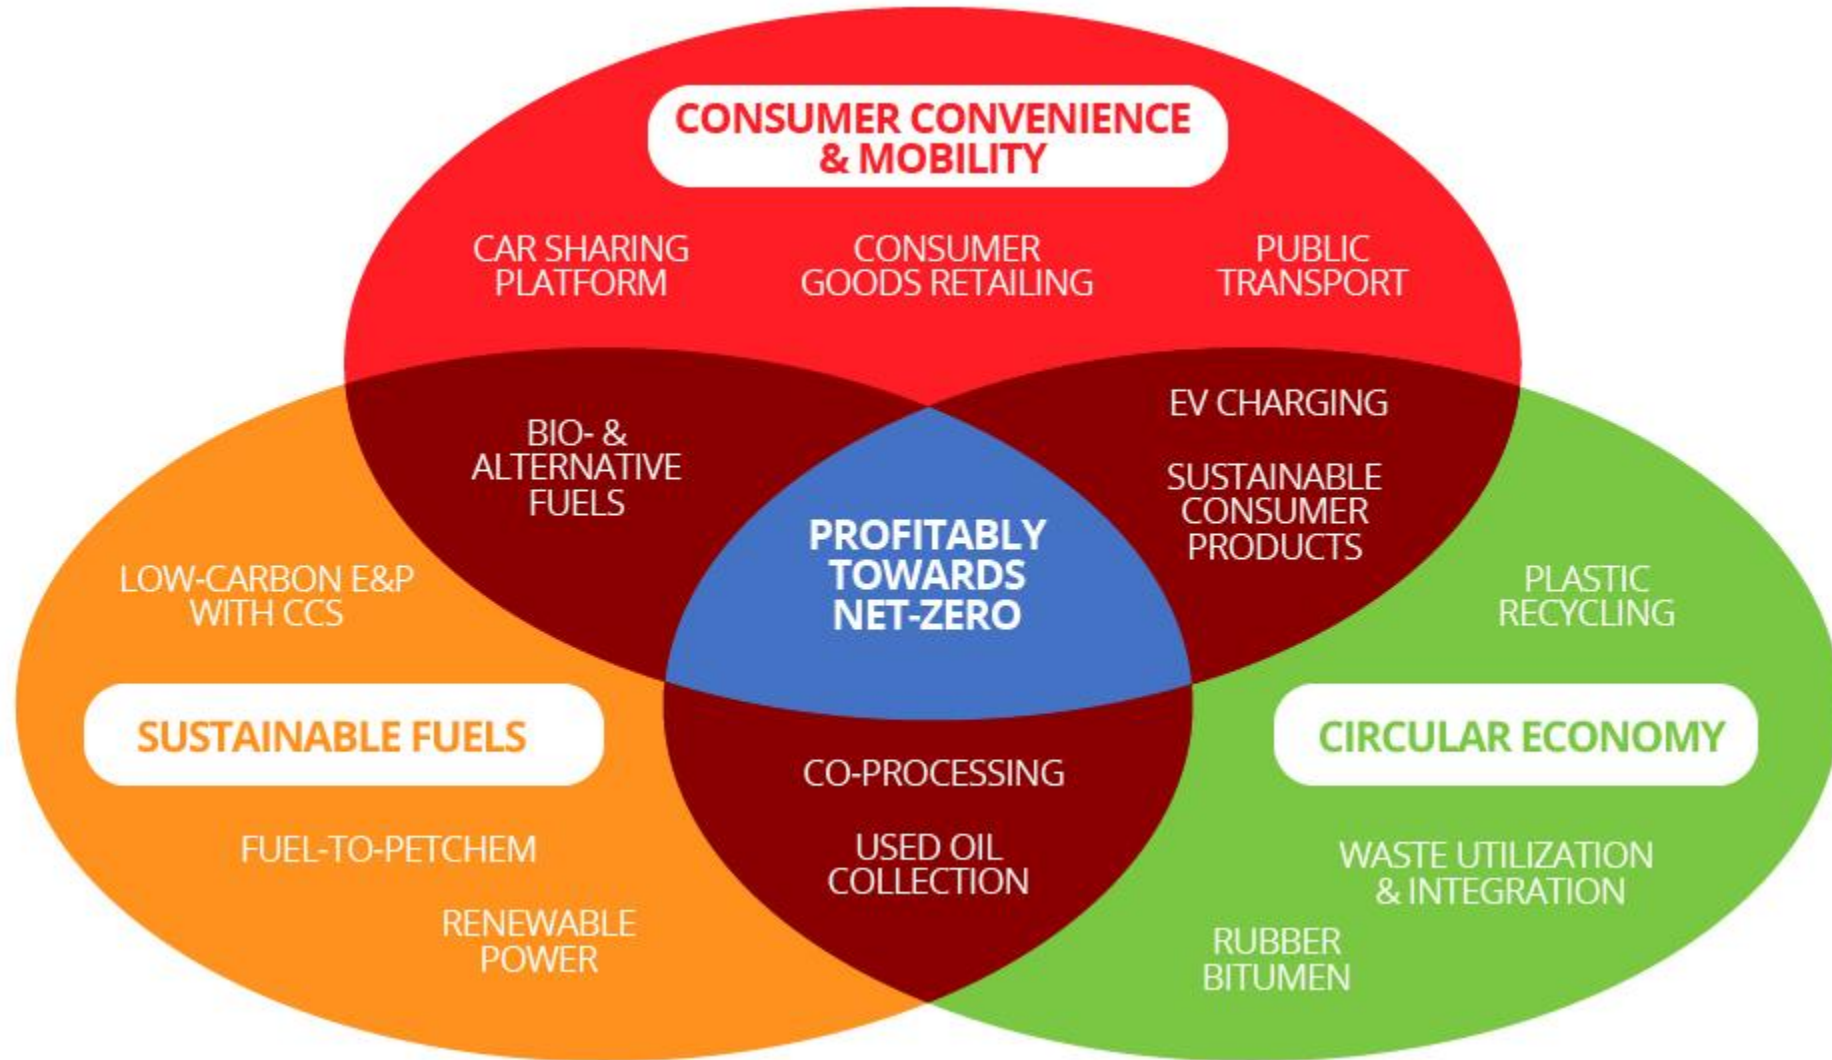 CONSUMER CONVENIENCE
& MOBILITY
CAR SHARING
PLATFORM
CONSUMER
GOODS RETAILING
PUBLIC
TRANSPORT
BIO- &
ALTERNATIVE
FUELS
EV CHARGING
SUSTAINABLE
CONSUMER
PRODUCTS
PROFITABLY
TOWARDS
NET-ZERO
LOW-CARBON E&P
WITH CCS
PLASTIC
RECYCLING
SUSTAINABLE FUELS
CIRCULAR ECONOMY
CO-PROCESSING
USED OIL
COLLECTION
FUEL-TO-PETCHEM
RENEWABLE
POWER
WASTE UTILIZATION
& INTEGRATION
RUBBER
BITUMEN